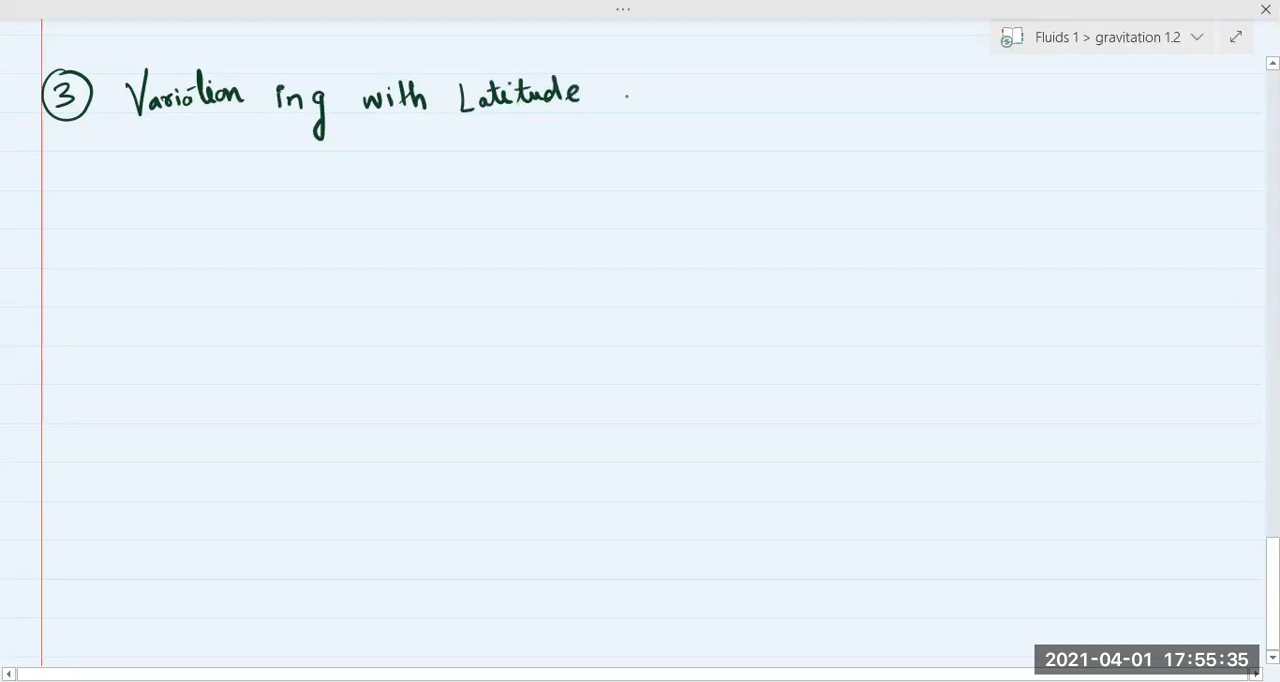 Fluids 1 > gravitation 1.2
③ Variation in g with Latitude
2021-04-01 17:55:35